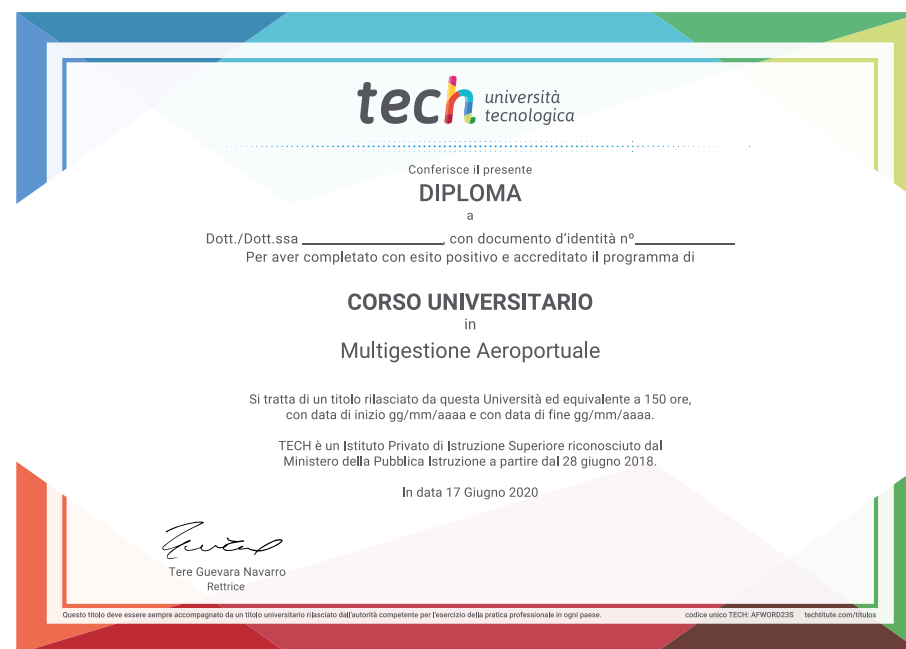 tech università
tecnologica
Conferisce il presente
DIPLOMA
a
Dott./Dott.ssa ____________________, con documento d'identità nº______________
Per aver completato con esito positivo e accreditato il programma di
CORSO UNIVERSITARIO
in
Multigestione Aeroportuale
Si tratta di un titolo rilasciato da questa Università ed equivalente a 150 ore,
con data di inizio gg/mm/aaaa e con data di fine gg/mm/aaaa.
TECH è un Istituto Privato di Istruzione Superiore riconosciuto dal
Ministero della Pubblica Istruzione a partire dal 28 giugno 2018.
In data 17 Giugno 2020
Tere Guevara Navarro
Rettrice
Questo titolo deve essere sempre accompagnato da un titolo universitario rilasciato dall'autorità competente per l'esercizio della pratica professionale in ogni paese. codice unico TECH: AFWORD23S techtitute.com/titulos